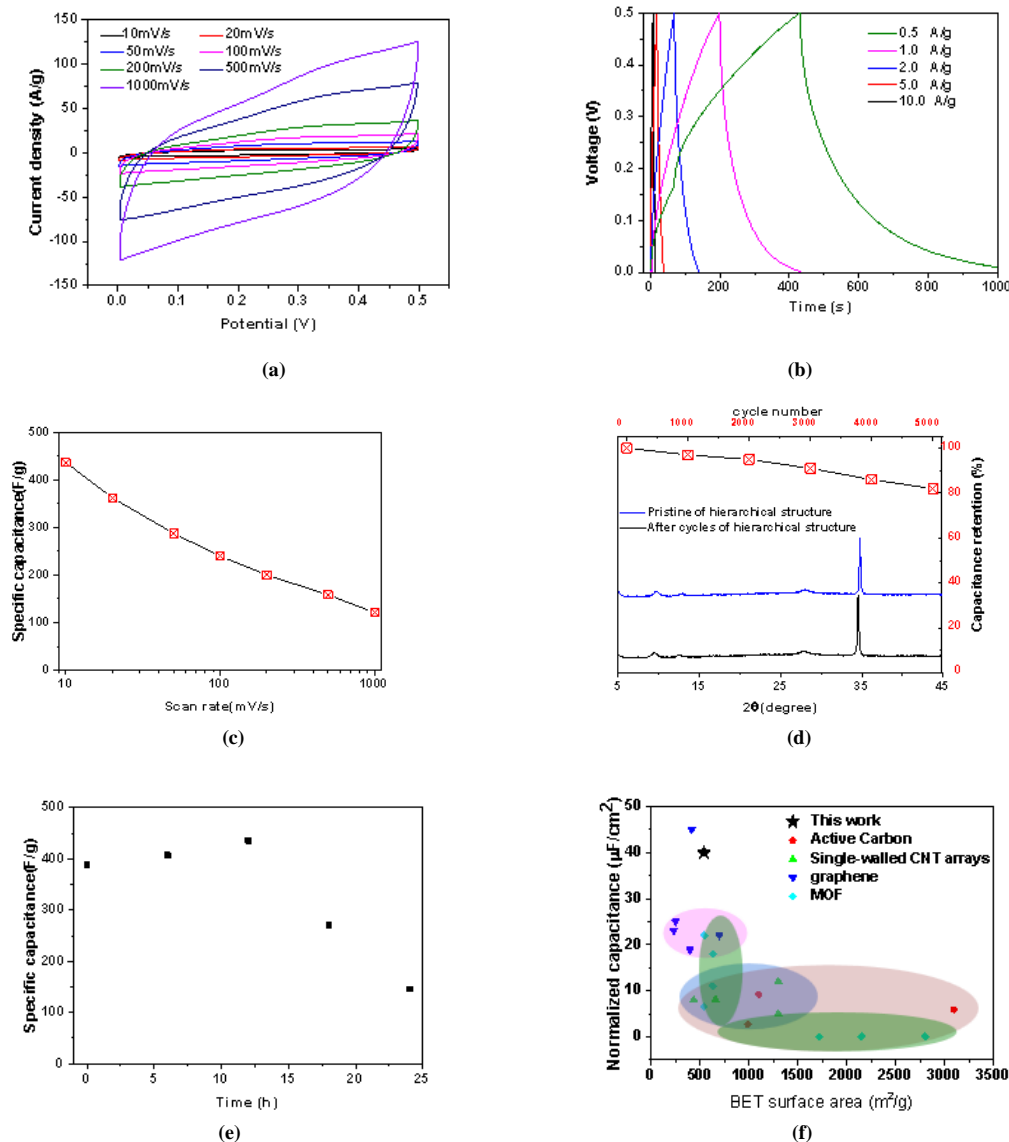 150
100
50
0
-50
-100
-150
Current density (A/g)
10mV/s
20mV/s
50mV/s
100mV/s
200mV/s
500mV/s
1000mV/s
0.0 0.1 0.2 0.3 0.4 0.5
Potential (V)
(a)
0.5
0.4
0.3
0.2
0.1
0.0
Voltage (V)
0.5 A/g
1.0 A/g
2.0 A/g
5.0 A/g
10.0 A/g
0 200 400 600 800 1000
Time (s)
(b)
500
400
300
200
100
0
Specific capacitance(F/g)
10 100 1000
Scan rate(mV/s)
(c)
cycle number
0 1000 2000 3000 4000 5000
100
80
60
40
20
0
Capacitance retention (%)
Pristine of hierarchical structure
After cycles of hierarchical structure
5 15 25 35 45
2θ(degree)
(d)
500
400
300
200
100
0
Specific capacitance(F/g)
0 5 10 15 20 25
Time (h)
(e)
50
40
30
20
10
0
Normalized capacitance (µF/cm²)
This work
Active Carbon
Single-walled CNT arrays
graphene
MOF
0 500 1000 1500 2000 2500 3000 3500
BET surface area (m²/g)
(f)